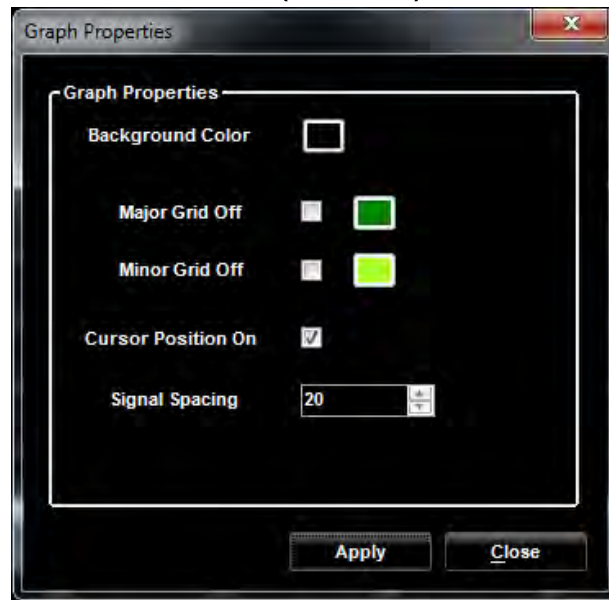 Graph Properties
Graph Properties
Background Color
Major Grid Off
Minor Grid Off
Cursor Position On
Signal Spacing 20
Apply Close